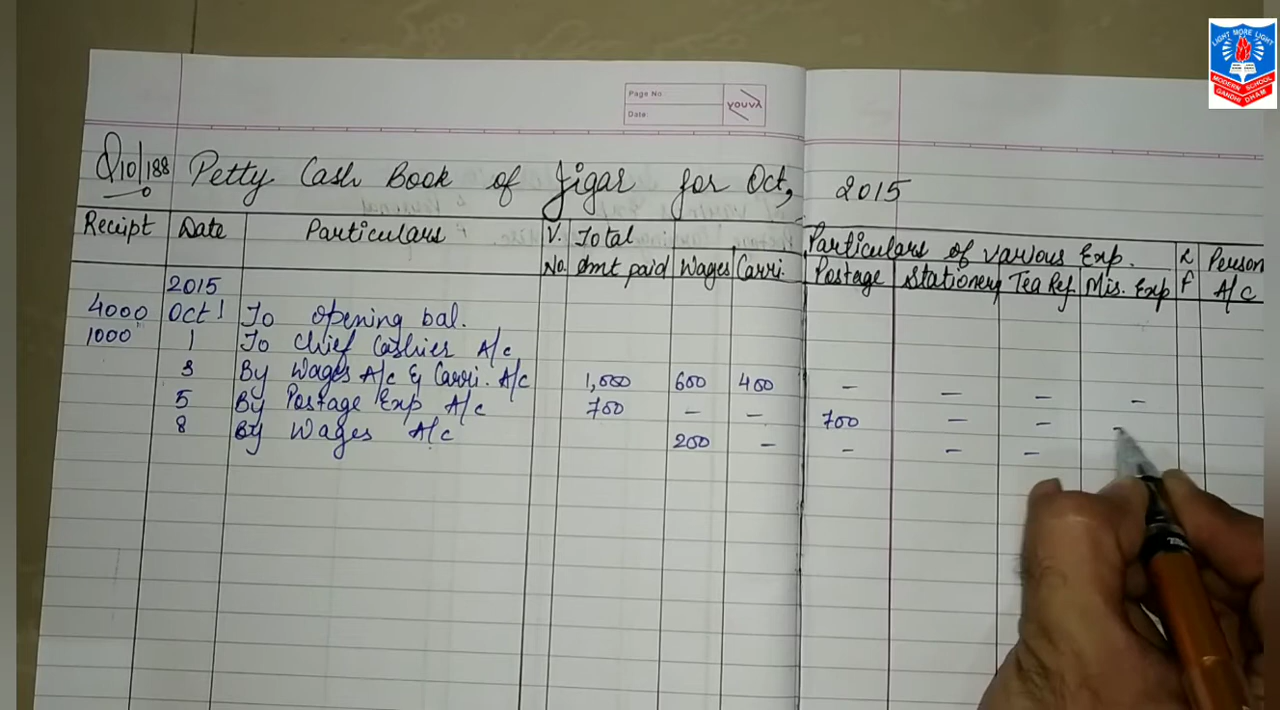 LIGHT MORE LIGHT
MODERN SCHOOL
GANDHIDHAM
Page No
Date:
youva
Q10/188 Petty Cash Book of Jigar for Oct, 2015
Receipt Date Particulars V. Total Particulars of various Exp. L Person
No. Amt paid Wages Carri. Postage Stationery Tea Ref. Mis. Exp F A/c
2015
4000 Oct 1 To opening bal.
1000 1 To Chief Cashier A/c
3 By Wages A/c & Carri. A/c 1,000 600 400 - - - -
5 By Postage Exp A/c 700 - - 700 - - -
8 By Wages A/c 200 - - - -